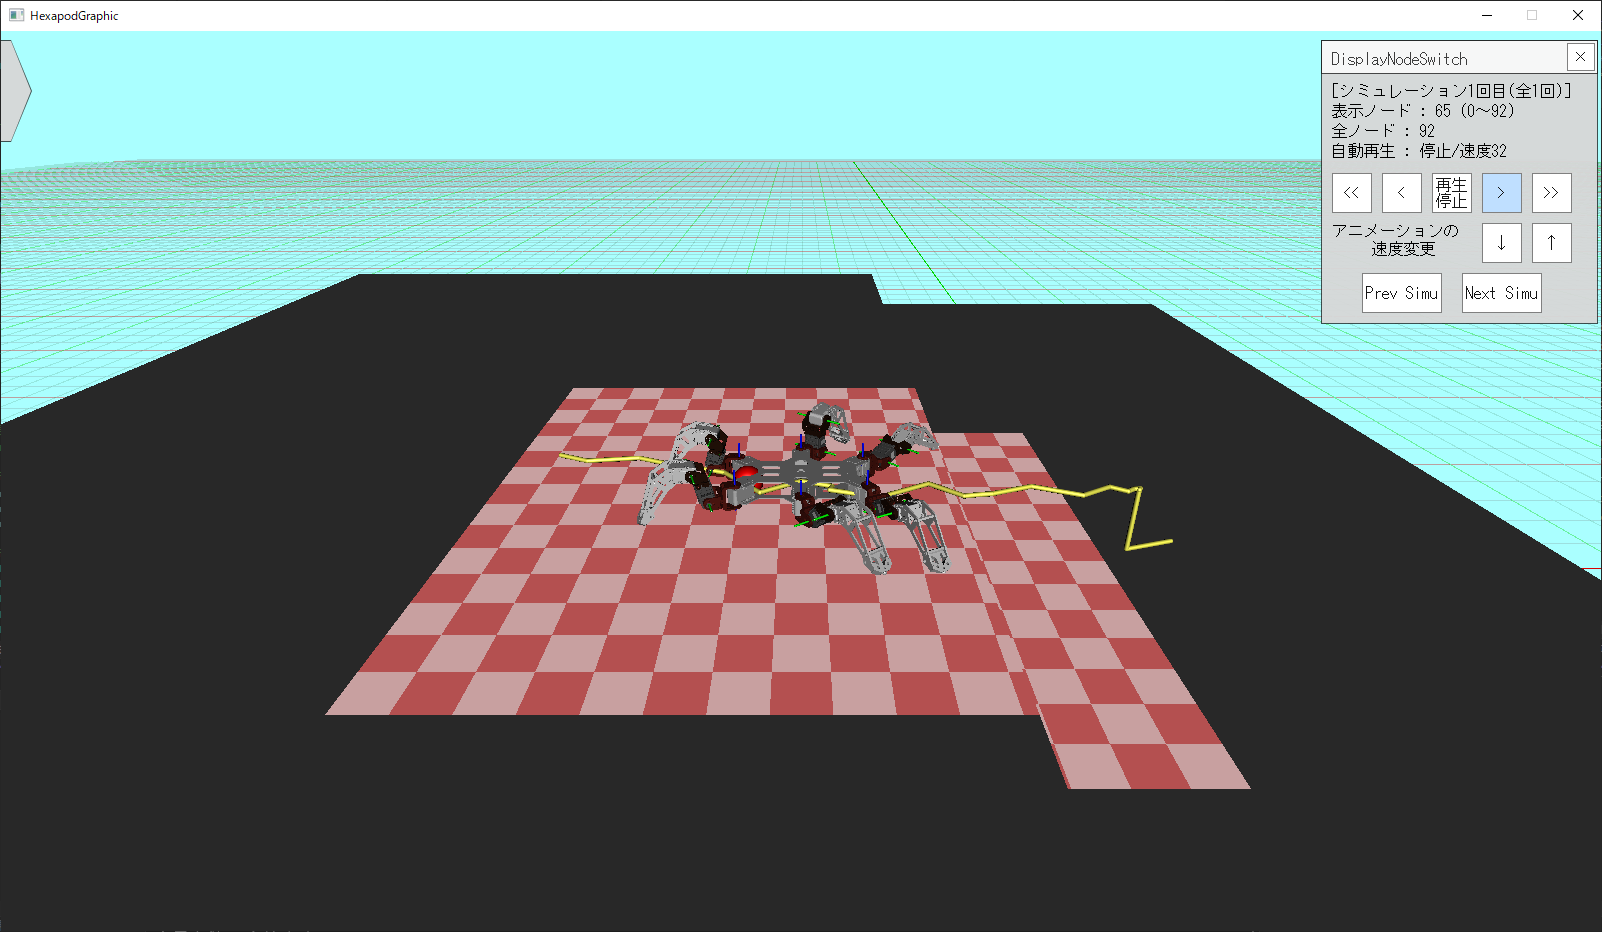 HexapodGraphic
DisplayNodeSwitch
[シミュレーション1回目(全1回)]
表示ノード : 65 (0～92)
全ノード : 92
自動再生 : 停止/速度32
<< < 再生 > >>
停止
アニメーションの ↓ ↑
速度変更
Prev Simu Next Simu